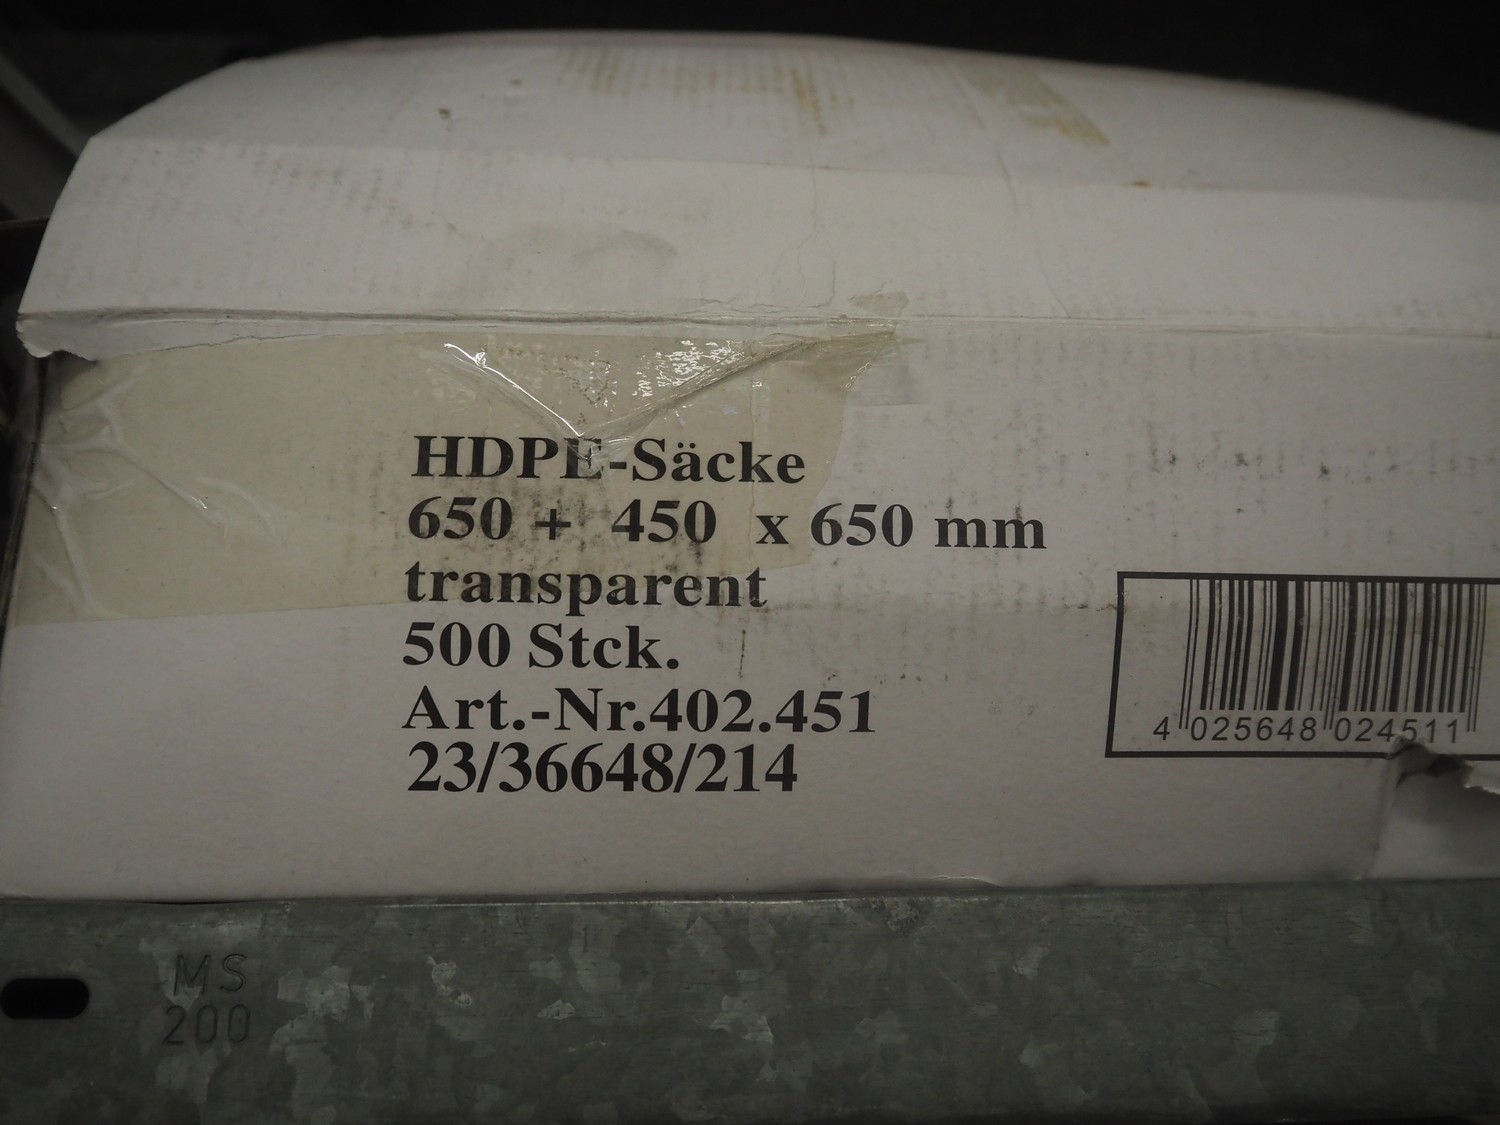 HDPE-Säcke
650 + 450 x 650 mm
transparent
500 Stck.
Art.-Nr.402.451
23/36648/214
4 025648 024511
MS
200